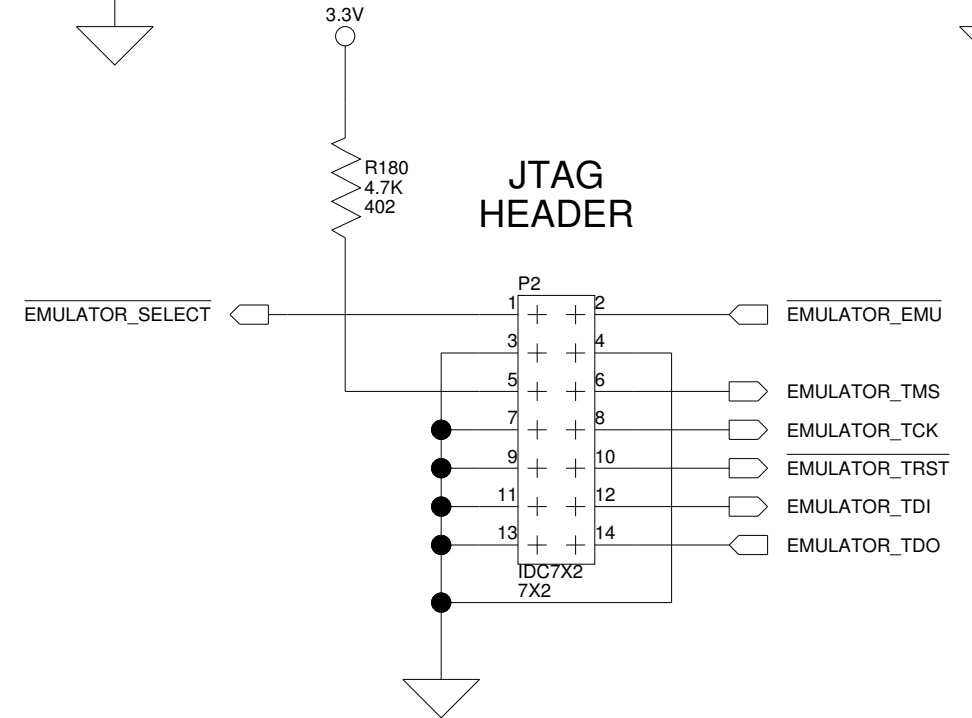 3.3V
R180
4.7K
402
JTAG
HEADER
P2
EMULATOR_SELECT
1
2
EMULATOR_EMU
3
4
5
6
EMULATOR_TMS
7
8
EMULATOR_TCK
9
10
EMULATOR_TRST
11
12
EMULATOR_TDI
13
14
EMULATOR_TDO
IDC7X2
7X2